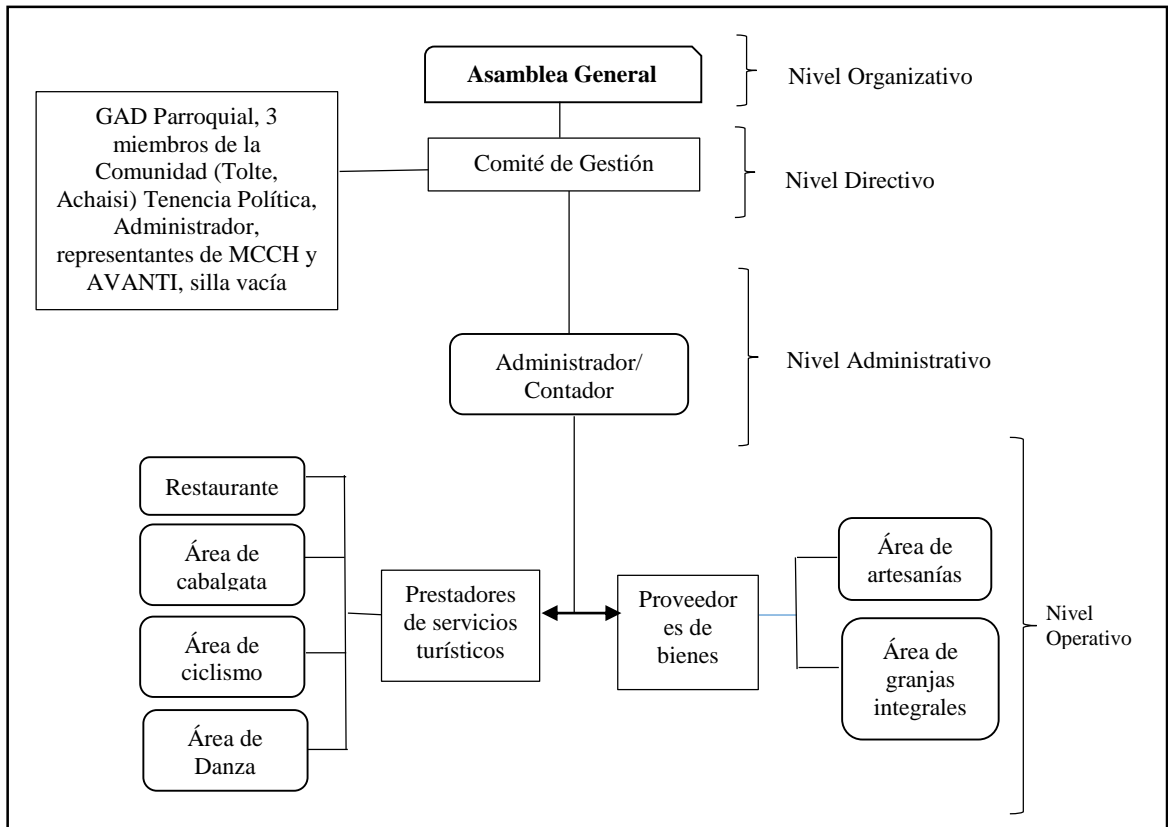 Asamblea General
Nivel Organizativo
GAD Parroquial, 3
miembros de la
Comunidad (Tolte,
Achaisi) Tenencia Política,
Administrador,
representantes de MCCH y
AVANTI, silla vacía
Comité de Gestión
Nivel Directivo
Administrador/
Contador
Nivel Administrativo
Restaurante
Área de
cabalgata
Área de
ciclismo
Área de
Danza
Prestadores
de servicios
turísticos
Proveedor
es de
bienes
Área de
artesanías
Área de
granjas
integrales
Nivel
Operativo